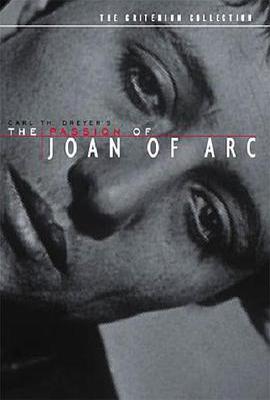 THE CRITERION COLLECTION
CARL TH. DREYER'S
THE PASSION OF
JOAN OF ARC